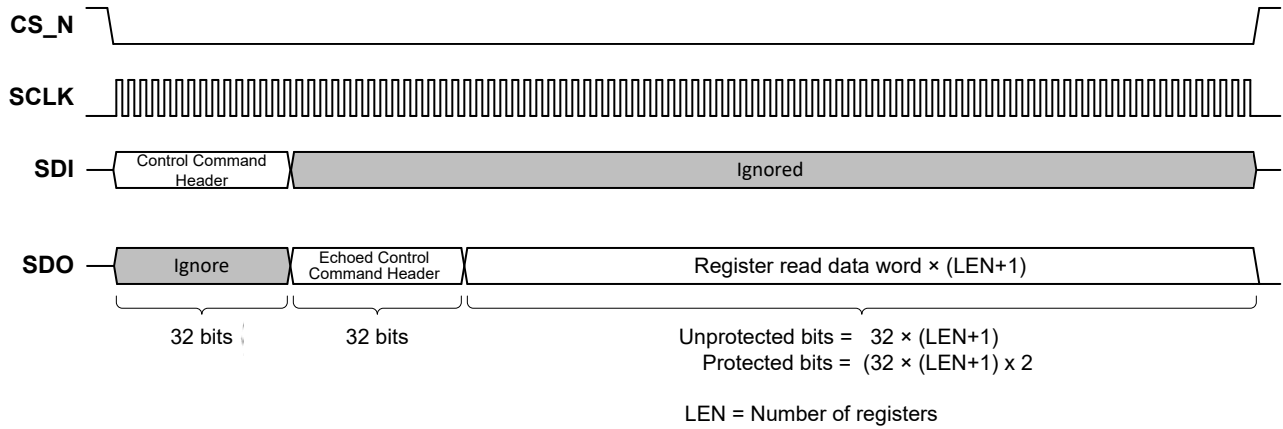 CS_N
SCLK
SDI
Control Command
Header
Ignored
SDO
Ignore
Echoed Control
Command Header
Register read data word × (LEN+1)
32 bits
32 bits
Unprotected bits = 32 × (LEN+1)
Protected bits = (32 × (LEN+1) x 2
LEN = Number of registers